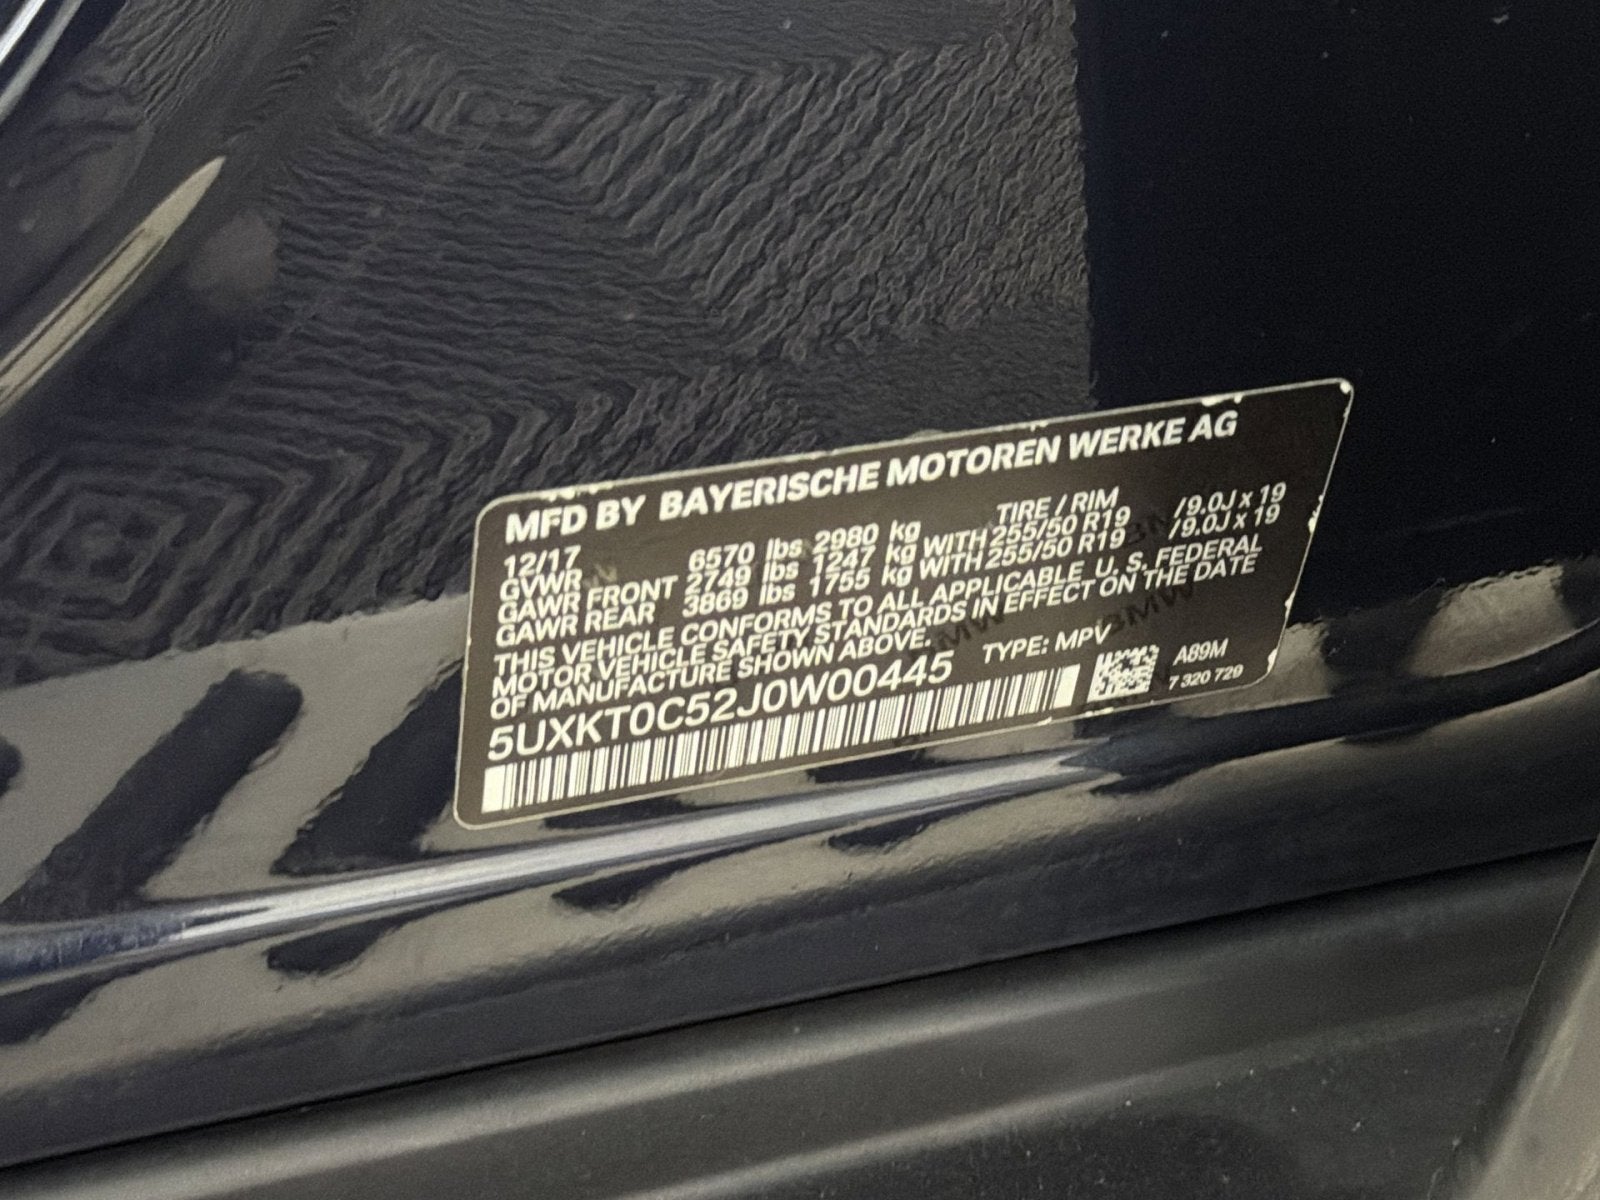 MFD BY BAYERISCHE MOTOREN WERKE AG
12/17 TIRE / RIM
GVWR 6570 lbs 2980 kg
GAWR FRONT 2749 lbs 1247 kg WITH 255/50 R19 /9.0J x 19
GAWR REAR 3869 lbs 1755 kg WITH 255/50 R19 /9.0J x 19
THIS VEHICLE CONFORMS TO ALL APPLICABLE U. S. FEDERAL
MOTOR VEHICLE SAFETY STANDARDS IN EFFECT ON THE DATE
OF MANUFACTURE SHOWN ABOVE.
5UXKT0C52J0W00445 TYPE: MPV
A89M
7 320 729
BMW
BMW